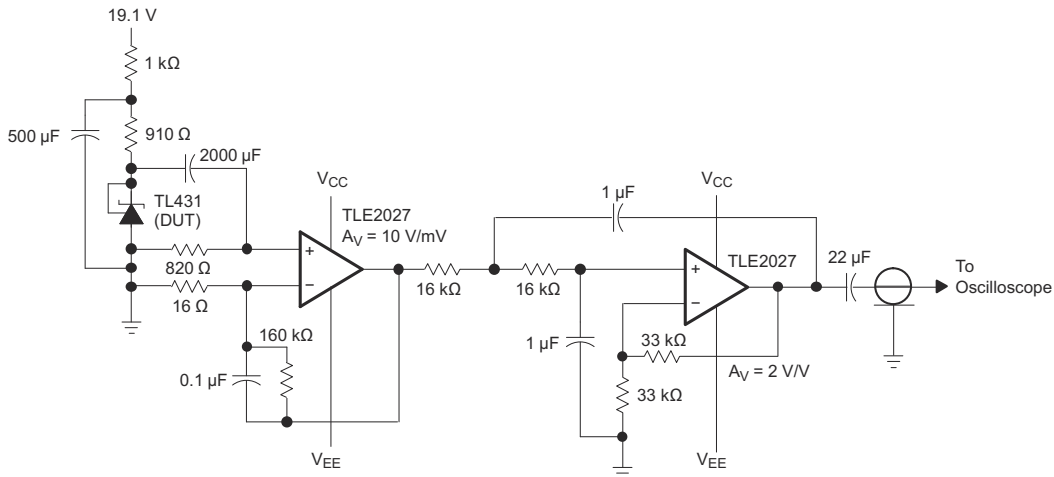 19.1 V
1 kΩ
500 µF
910 Ω
2000 µF
TL431
(DUT)
820 Ω
16 Ω
VCC
TLE2027
AV = 10 V/mV
+
−
160 kΩ
0.1 µF
VEE
16 kΩ
16 kΩ
1 µF
1 µF
VCC
TLE2027
+
−
33 kΩ
33 kΩ
AV = 2 V/V
VEE
22 µF
To
Oscilloscope